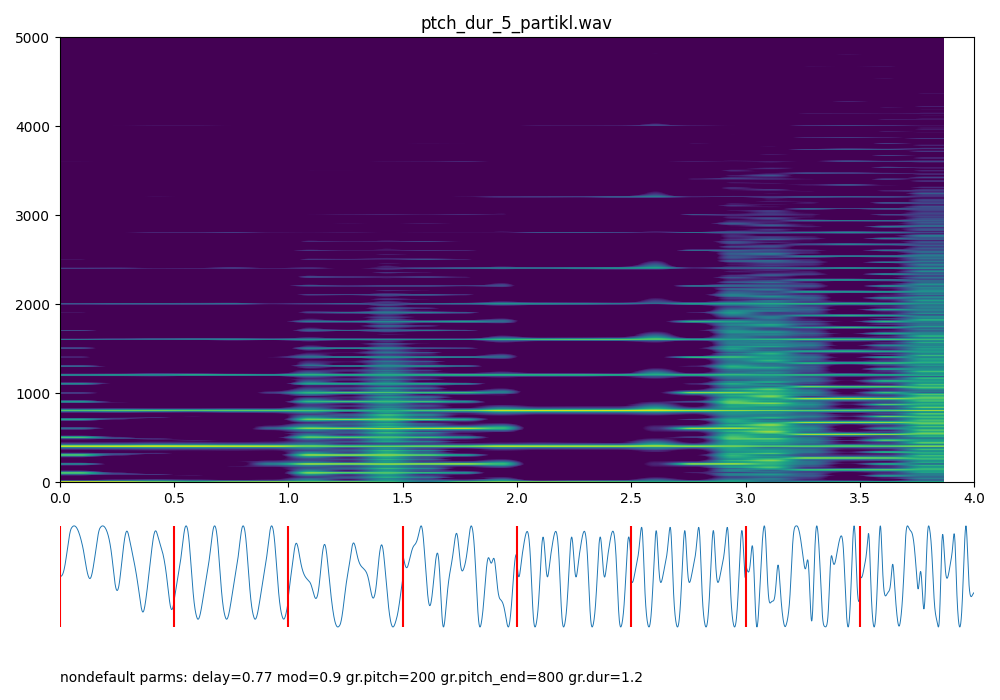 ptch_dur_5_partikl.wav
5000
4000
3000
2000
1000
0
0.0 0.5 1.0 1.5 2.0 2.5 3.0 3.5 4.0
nondefault parms: delay=0.77 mod=0.9 gr.pitch=200 gr.pitch_end=800 gr.dur=1.2